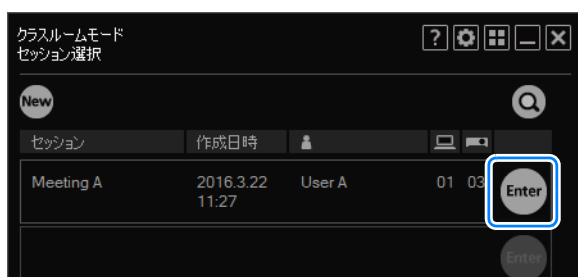 クラスルームモード
セッション選択
?
New
セッション 作成日時
Meeting A 2016.3.22 User A 01 03 Enter
11:27
Enter